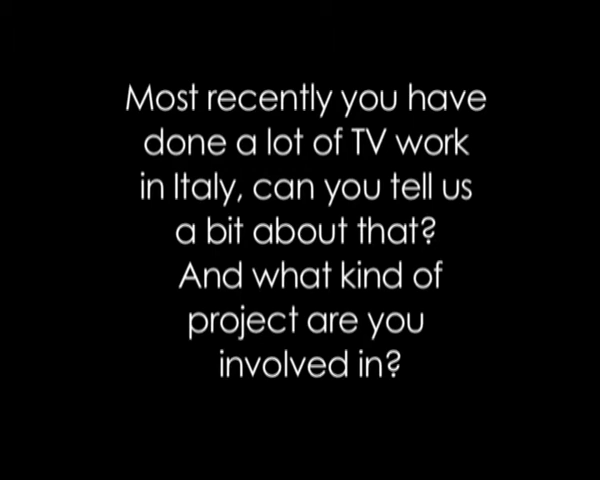 Most recently you have
done a lot of TV work
in Italy, can you tell us
a bit about that?
And what kind of
project are you
involved in?